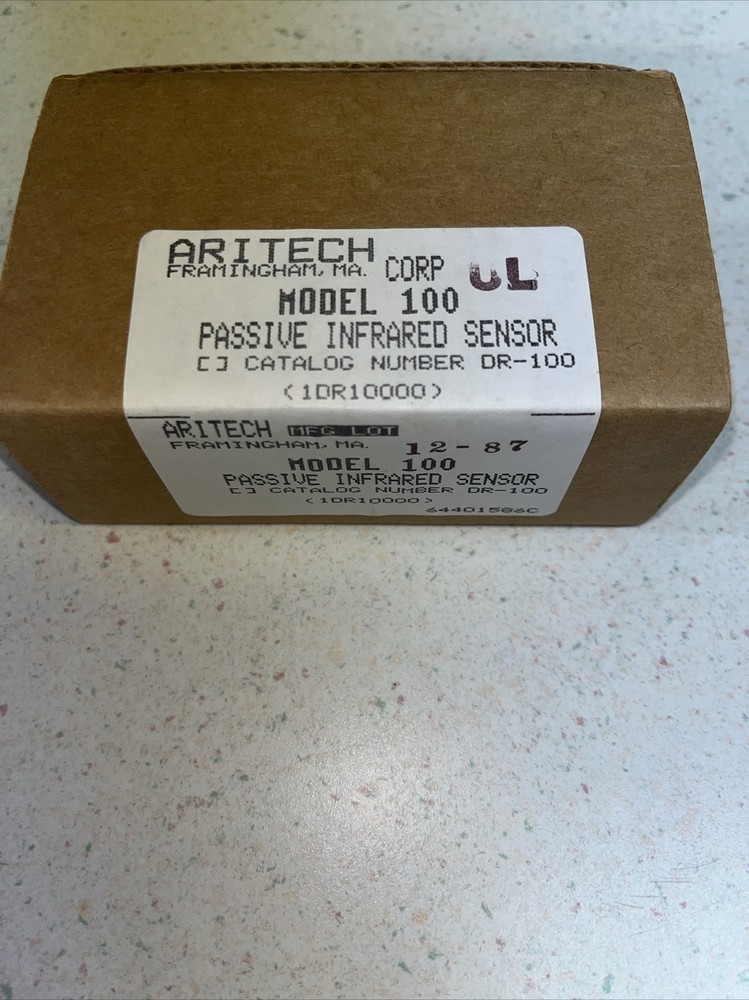 ARITECH CORP UL
FRAMINGHAM, MA.
MODEL 100
PASSIVE INFRARED SENSOR
[] CATALOG NUMBER DR-100
(1DR10000)
ARITECH MFG LOT
FRAMINGHAM, MA. 12-87
MODEL 100
PASSIVE INFRARED SENSOR
[] CATALOG NUMBER DR-100
(1DR10000)
64401586C